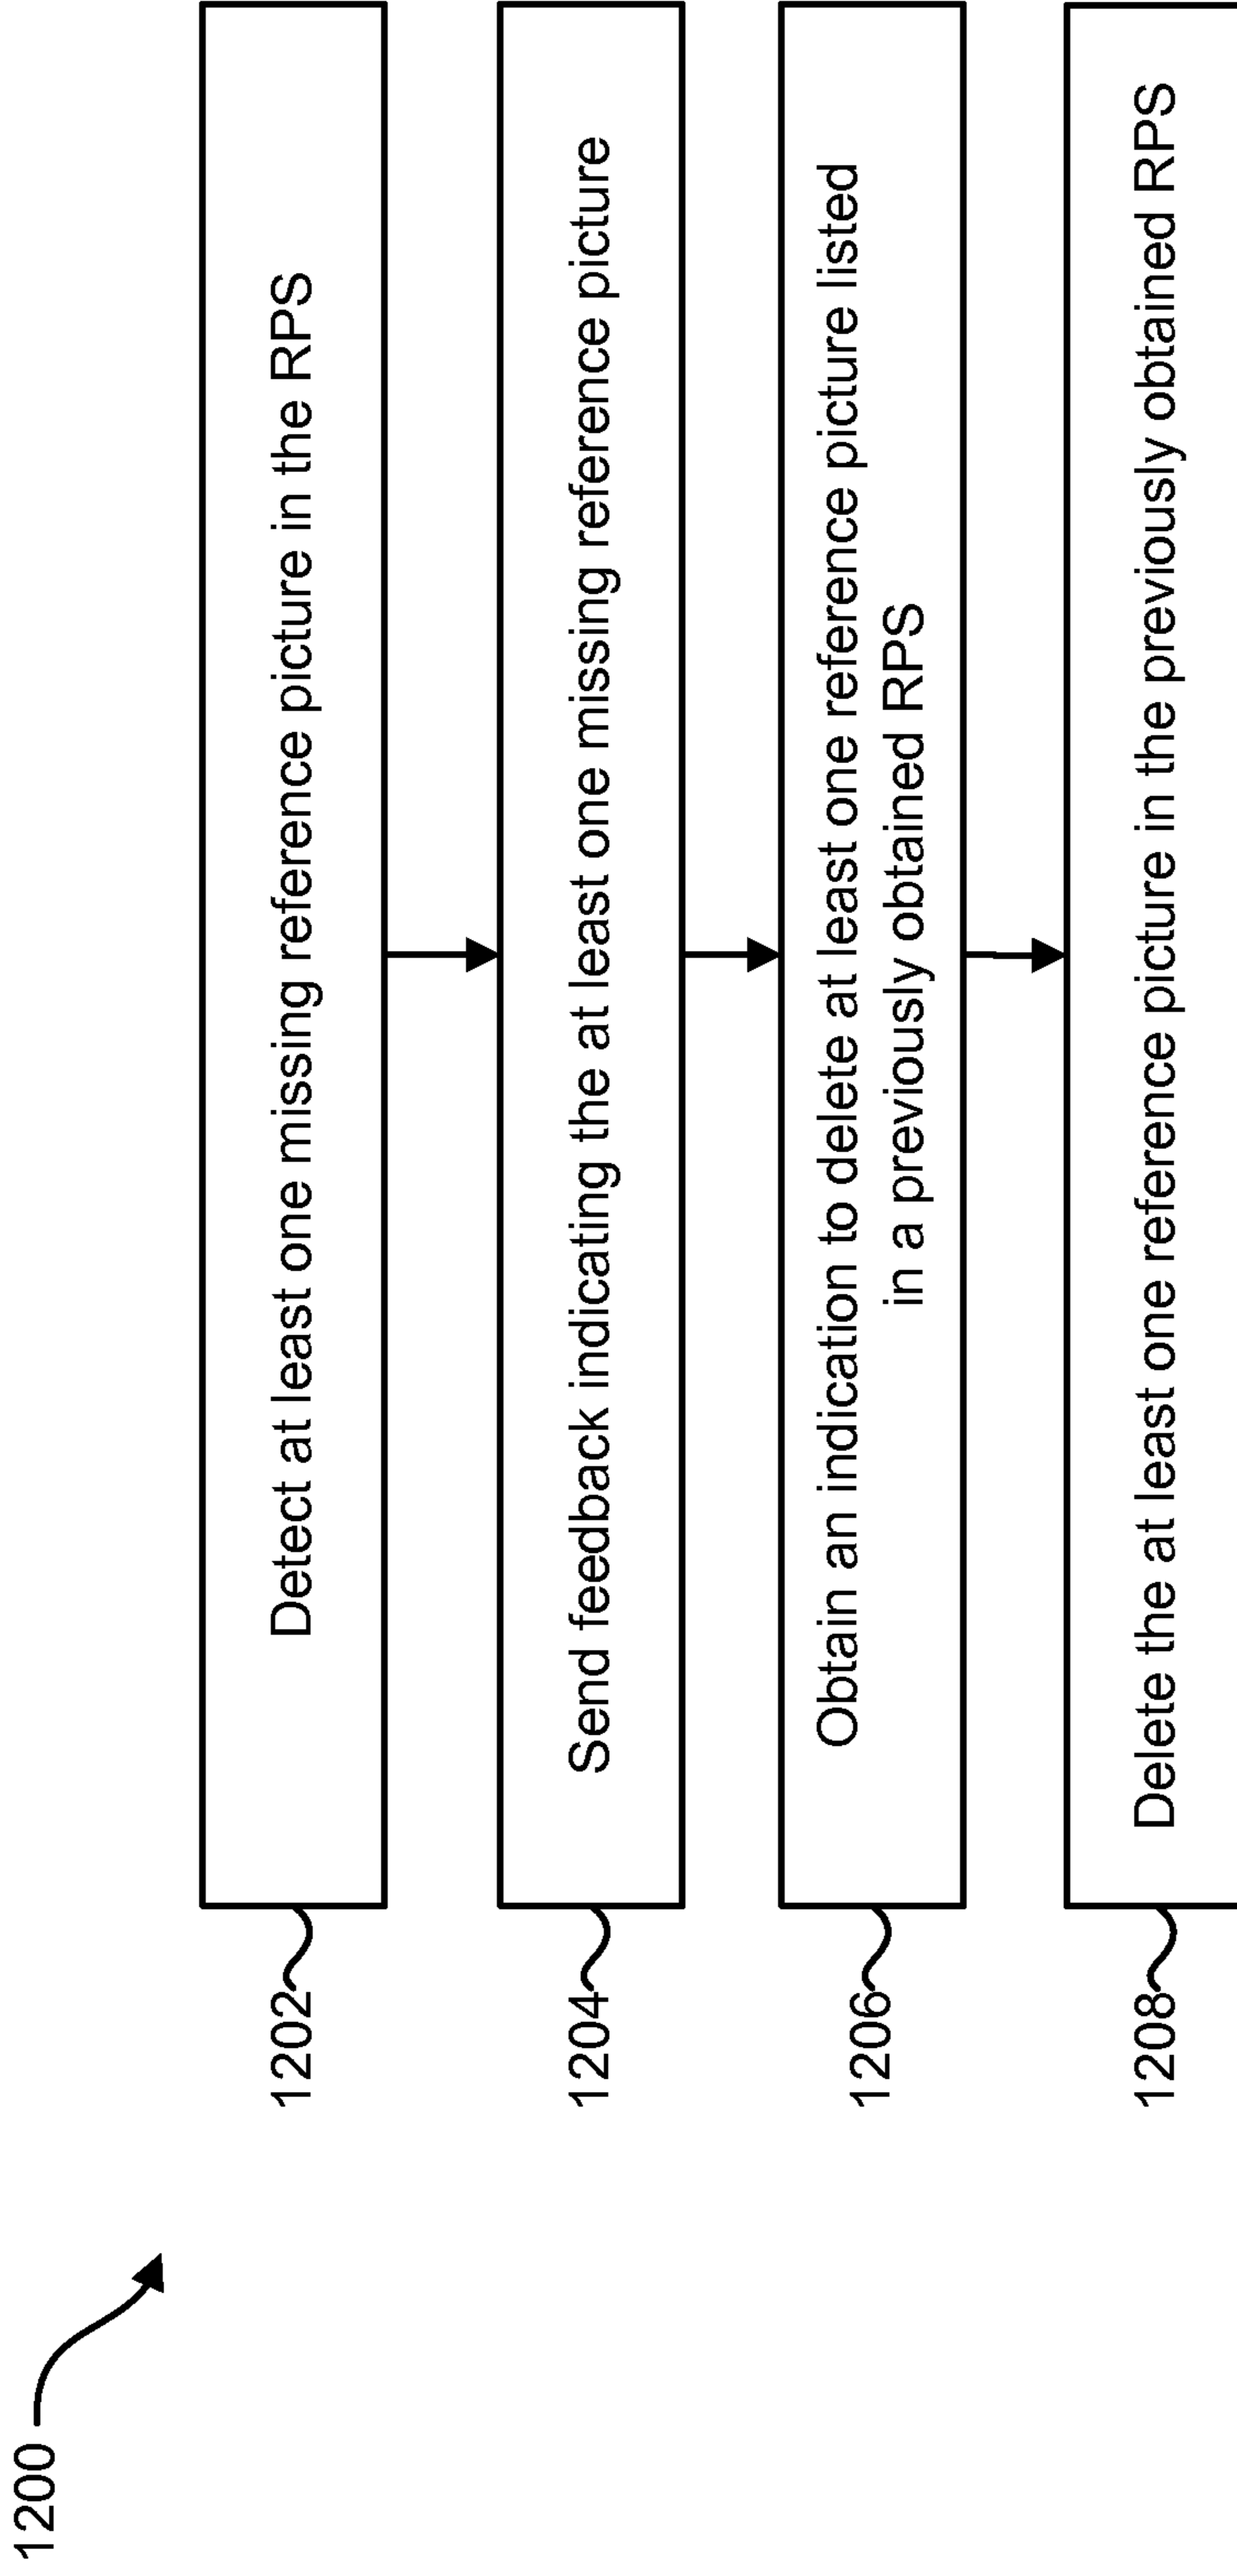 1200
1202
Detect at least one missing reference picture in the RPS
1204
Send feedback indicating the at least one missing reference picture
1206
Obtain an indication to delete at least one reference picture listed
in a previously obtained RPS
1208
Delete the at least one reference picture in the previously obtained RPS